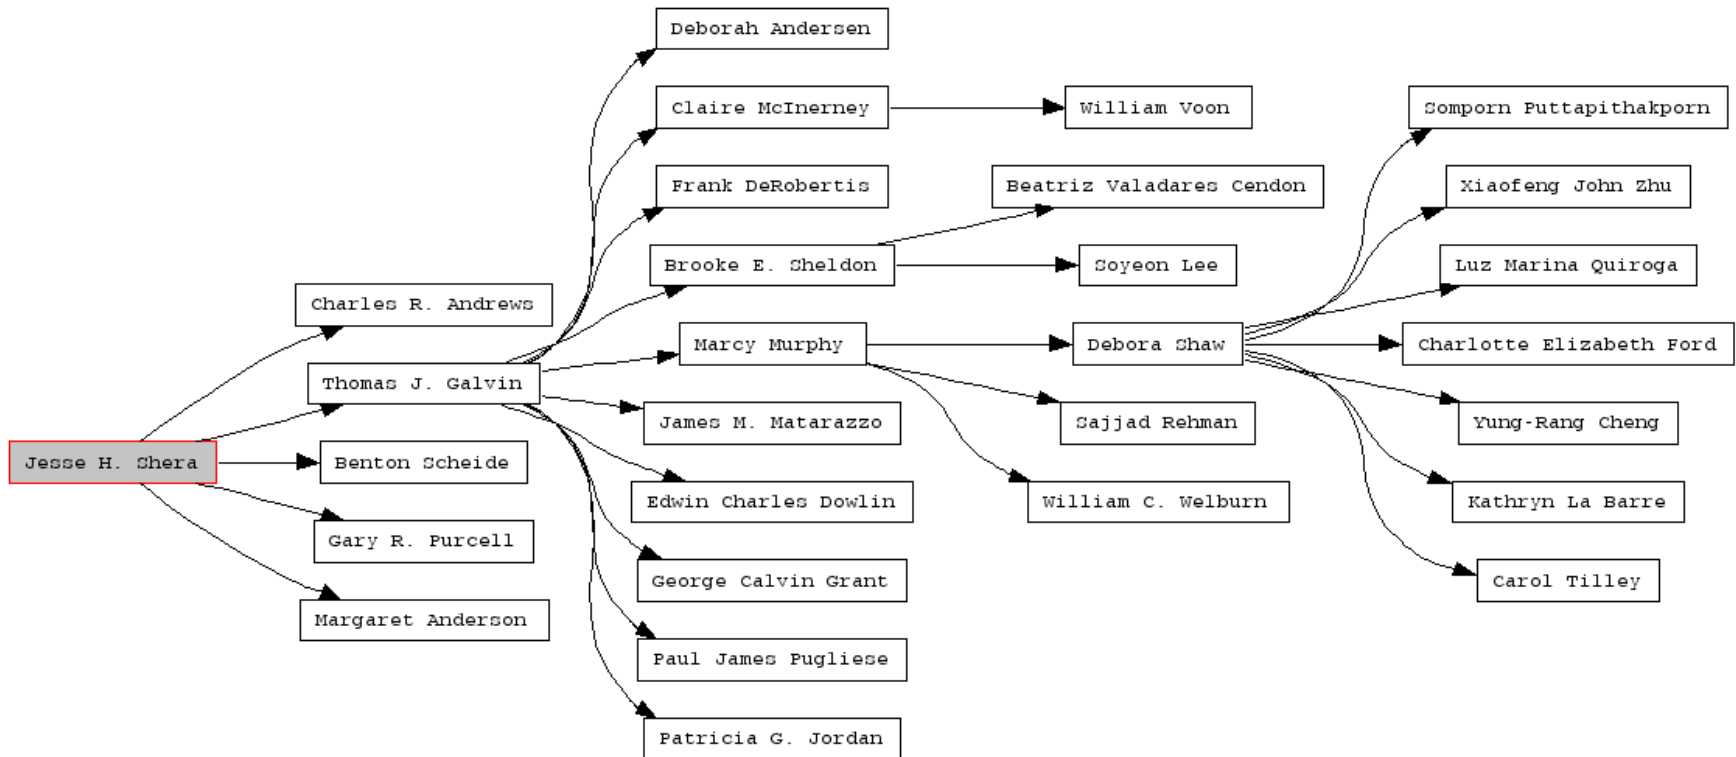 Deborah Andersen
Claire McInerney
William Voon
Somporn Puttapithakporn
Frank DeRobertis
Beatriz Valadares Cendon
Xiaofeng John Zhu
Brooke E. Sheldon
Soyeon Lee
Luz Marina Quiroga
Charles R. Andrews
Marcy Murphy
Debora Shaw
Charlotte Elizabeth Ford
Thomas J. Galvin
James M. Matarazzo
Sajjad Rehman
Yung-Rang Cheng
Jesse H. Shera
Benton Scheide
Edwin Charles Dowlin
William C. Welburn
Kathryn La Barre
Gary R. Purcell
George Calvin Grant
Carol Tilley
Margaret Anderson
Paul James Pugliese
Patricia G. Jordan